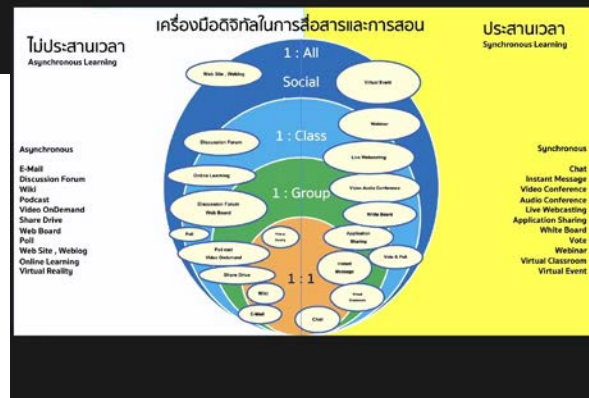 เครื่องมือดิจิทัลในการสื่อสารและการสอน
ไม่ประสานเวลา
Asynchronous Learning
ประสานเวลา
Synchronous Learning
1 : All
Social
Web Site , Weblog
Virtual Event
1 : Class
Webinar
Discussion Forum
Live Webcasting
Online Learning
1 : Group
Video Audio Conference
Discussion Forum
Web Board
White Board
Poll
Application
Sharing
Podcast
Video Ondemand
Vote & Poll
Instant
Message
Share Drive
1 : 1
Wiki
E-Mail
Chat
Asynchronous
E-Mail
Discussion Forum
Wiki
Podcast
Video OnDemand
Share Drive
Web Board
Poll
Web Site , Weblog
Online Learning
Virtual Reality
Synchronous
Chat
Instant Message
Video Conference
Audio Conference
Live Webcasting
Application Sharing
White Board
Vote
Webinar
Virtual Classroom
Virtual Event